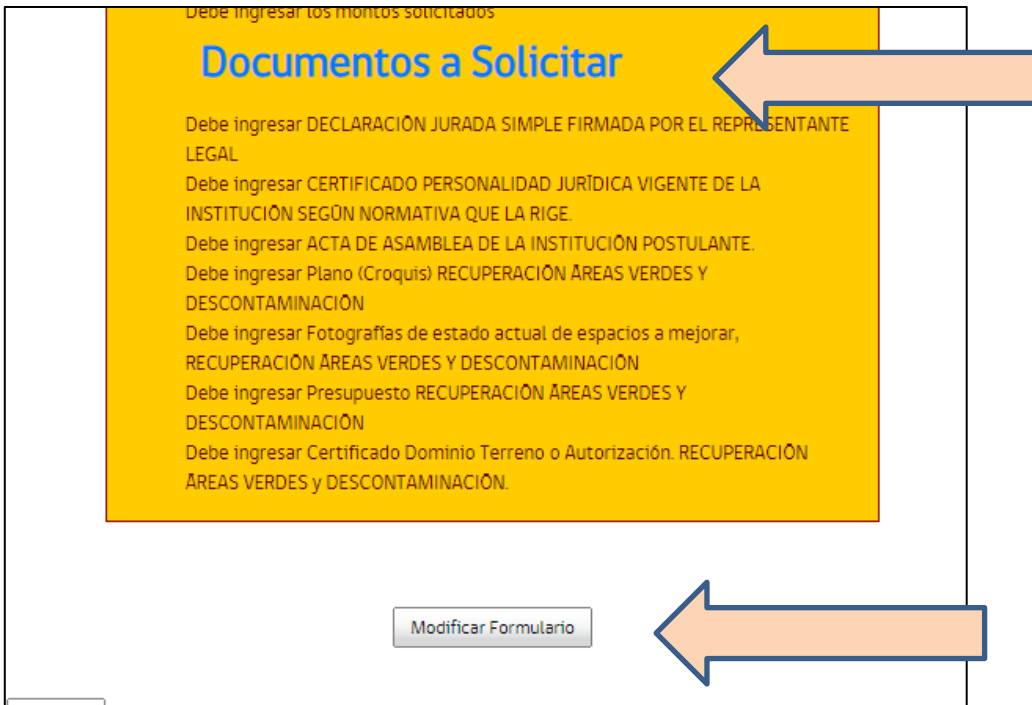 Debe ingresar los montos solicitados
Documentos a Solicitar
Debe ingresar DECLARACIÓN JURADA SIMPLE FIRMADA POR EL REPRESENTANTE
LEGAL
Debe ingresar CERTIFICADO PERSONALIDAD JURÍDICA VIGENTE DE LA
INSTITUCIÓN SEGÚN NORMATIVA QUE LA RIGE.
Debe ingresar ACTA DE ASAMBLEA DE LA INSTITUCIÓN POSTULANTE.
Debe ingresar Plano (Croquis) RECUPERACIÓN ÁREAS VERDES Y
DESCONTAMINACIÓN
Debe ingresar Fotografías de estado actual de espacios a mejorar,
RECUPERACIÓN ÁREAS VERDES Y DESCONTAMINACIÓN
Debe ingresar Presupuesto RECUPERACIÓN ÁREAS VERDES Y
DESCONTAMINACIÓN
Debe ingresar Certificado Dominio Terreno o Autorización. RECUPERACIÓN
ÁREAS VERDES y DESCONTAMINACIÓN.
Modificar Formulario